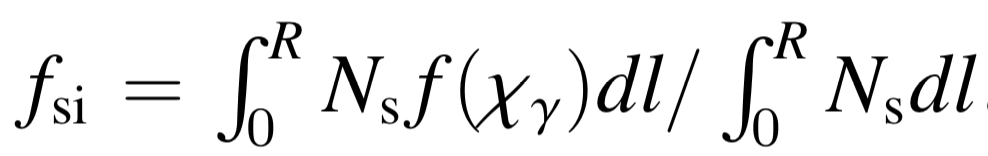 f_si = ∫_0^R N_s f(χ_γ)dl/ ∫_0^R N_s dl.